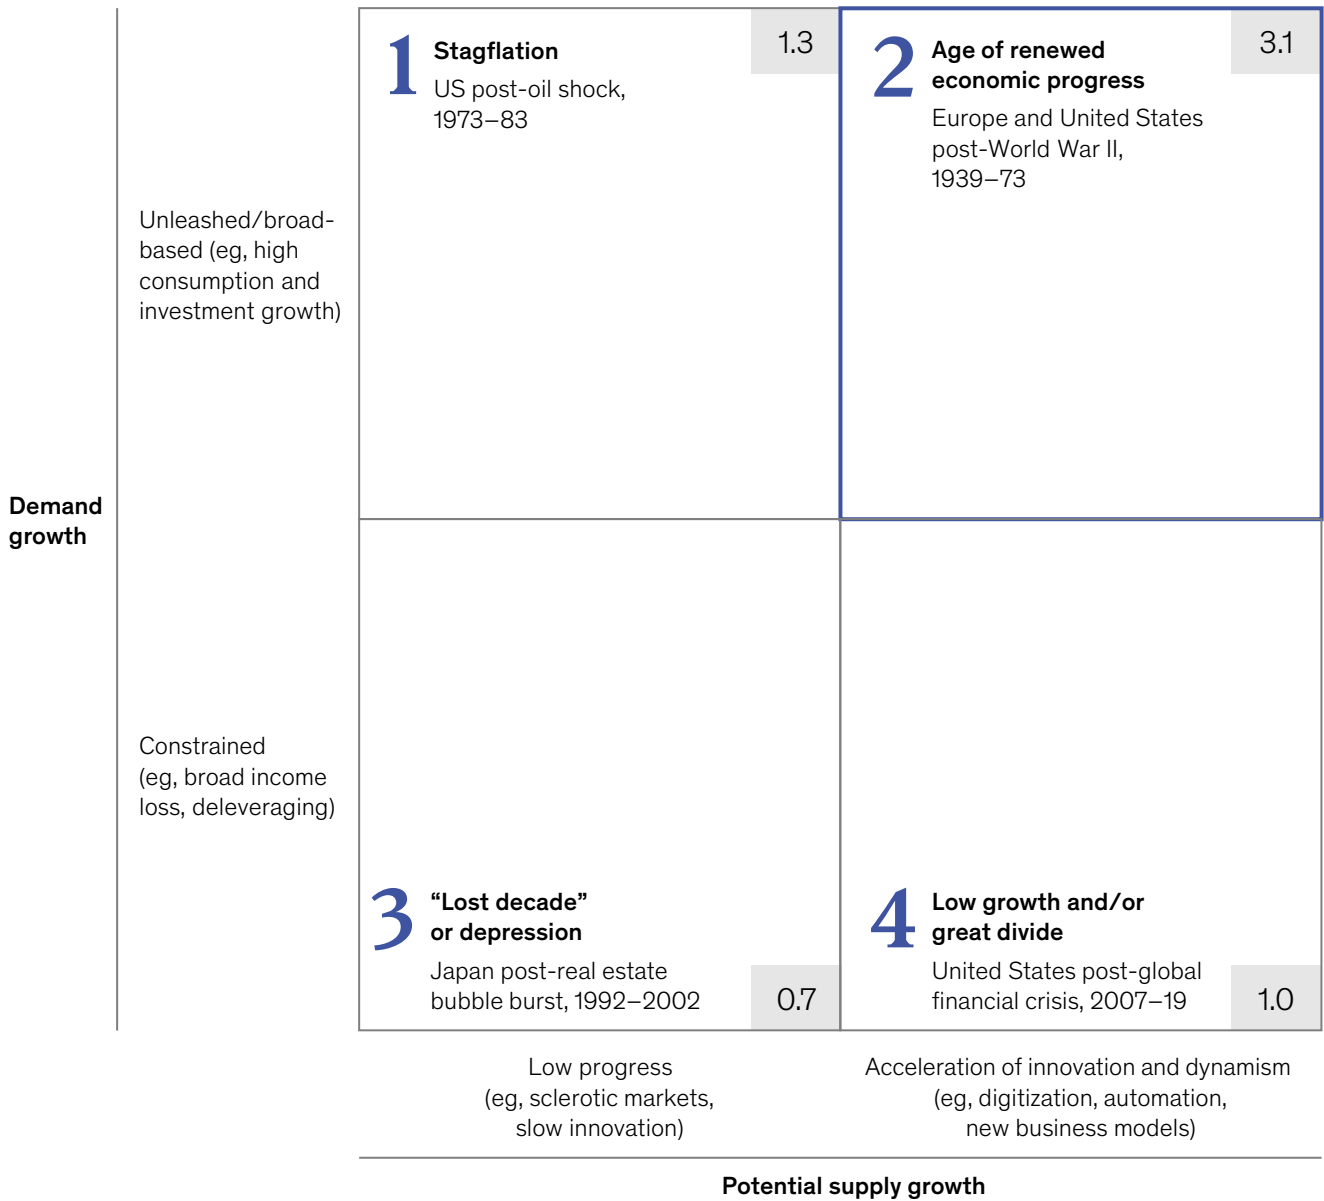 1
Stagflation
US post-oil shock,
1973–83
1.3
2
Age of renewed
economic progress
Europe and United States
post-World War II,
1939–73
3.1
Unleashed/broad-
based (eg, high
consumption and
investment growth)
Demand
growth
Constrained
(eg, broad income
loss, deleveraging)
3
“Lost decade”
or depression
Japan post-real estate
bubble burst, 1992–2002
0.7
4
Low growth and/or
great divide
United States post-global
financial crisis, 2007–19
1.0
Low progress
(eg, sclerotic markets,
slow innovation)
Acceleration of innovation and dynamism
(eg, digitization, automation,
new business models)
Potential supply growth